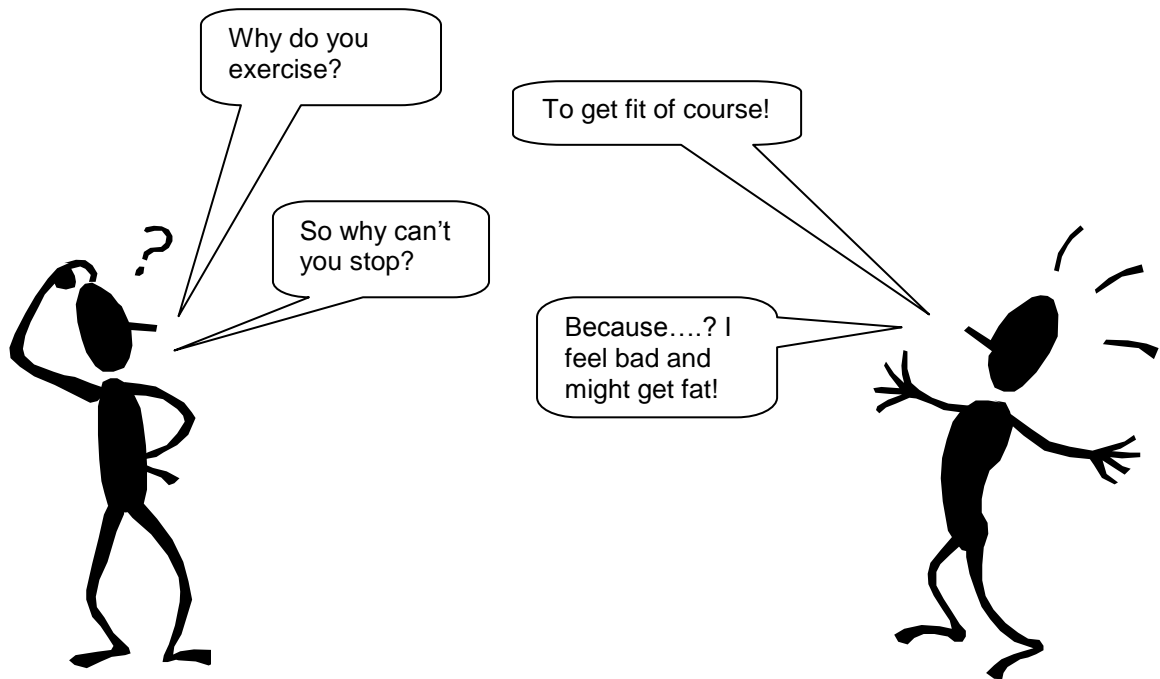 Why do you
exercise?
To get fit of course!
So why can’t
you stop?
Because….? I
feel bad and
might get fat!
?